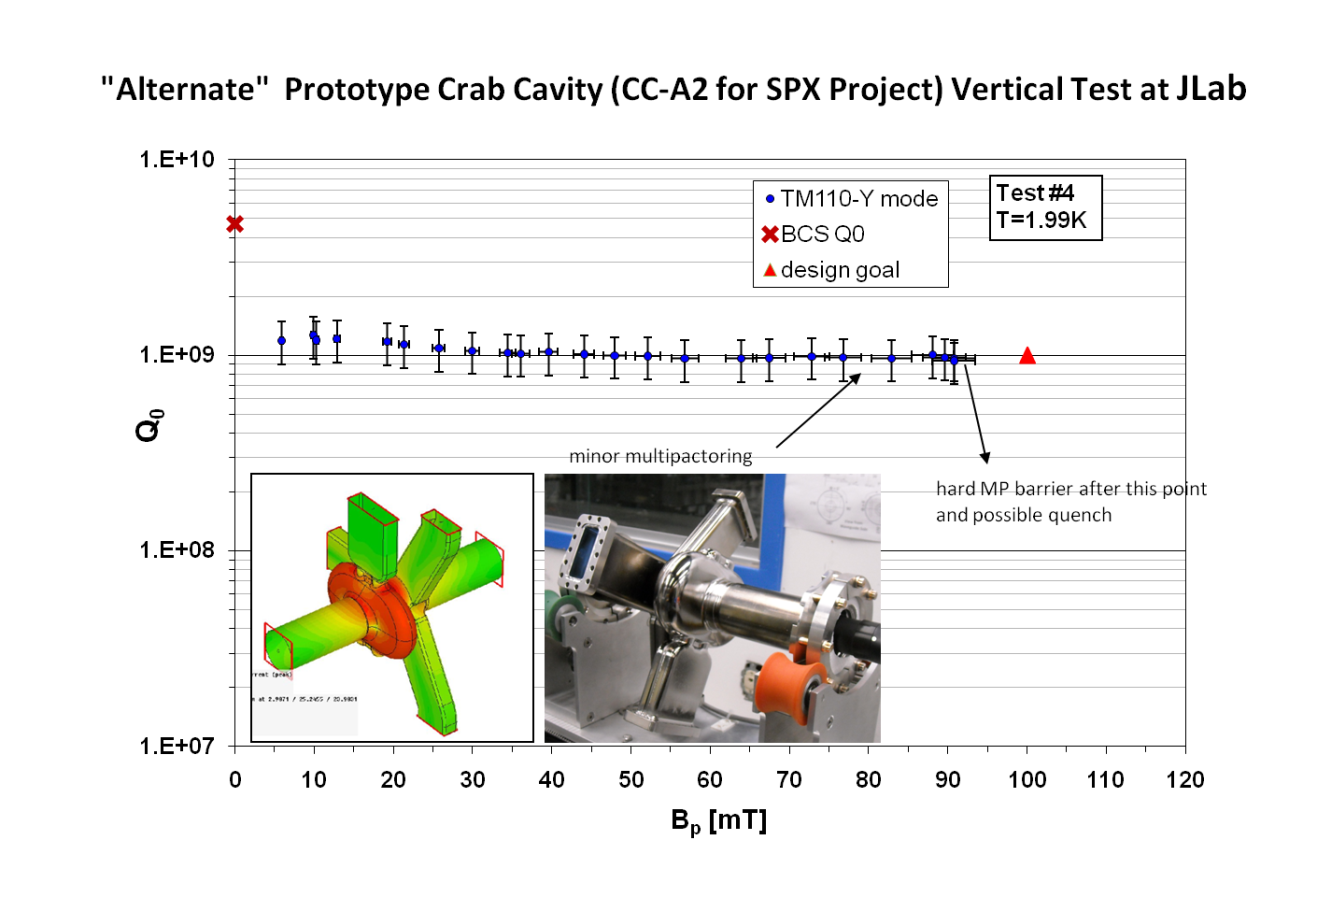 "Alternate" Prototype Crab Cavity (CC-A2 for SPX Project) Vertical Test at JLab
1.E+10
1.E+09
1.E+08
1.E+07
Q0
TM110-Y mode
BCS Q0
design goal
Test #4
T=1.99K
minor multipactoring
hard MP barrier after this point
and possible quench
0 10 20 30 40 50 60 70 80 90 100 110 120
Bp [mT]